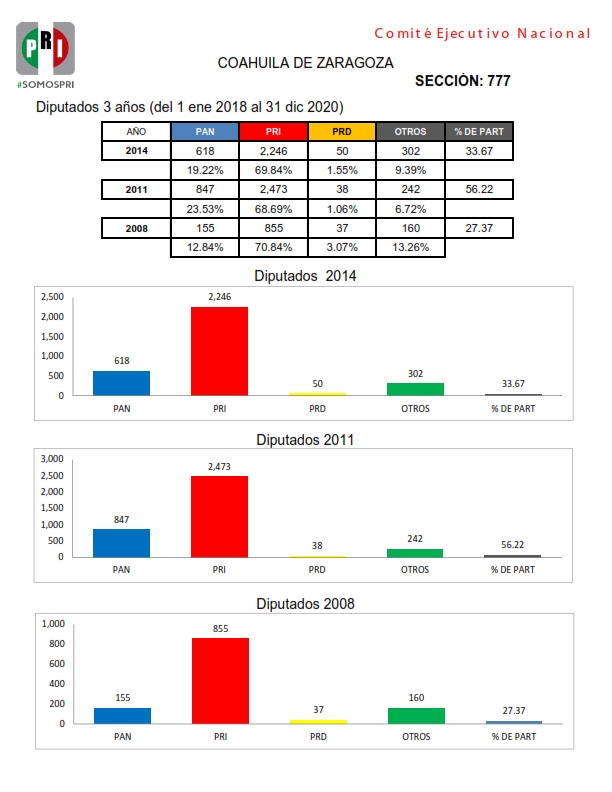 PRI
#SOMOSPRI
Comité Ejecutivo Nacional
COAHUILA DE ZARAGOZA
SECCIÓN: 777
Diputados 3 años (del 1 ene 2018 al 31 dic 2020)
AÑO PAN PRI PRD OTROS % DE PART
2014 618 2,246 50 302 33.67
19.22% 69.84% 1.55% 9.39%
2011 847 2,473 38 242 56.22
23.53% 68.69% 1.06% 6.72%
2008 155 855 37 160 27.37
12.84% 70.84% 3.07% 13.26%
Diputados 2014
2,500
2,000
1,500
1,000
500
0
618
2,246
50
302
33.67
PAN PRI PRD OTROS % DE PART
Diputados 2011
3,000
2,500
2,000
1,500
1,000
500
0
847
2,473
38
242
56.22
PAN PRI PRD OTROS % DE PART
Diputados 2008
1,000
800
600
400
200
0
155
855
37
160
27.37
PAN PRI PRD OTROS % DE PART